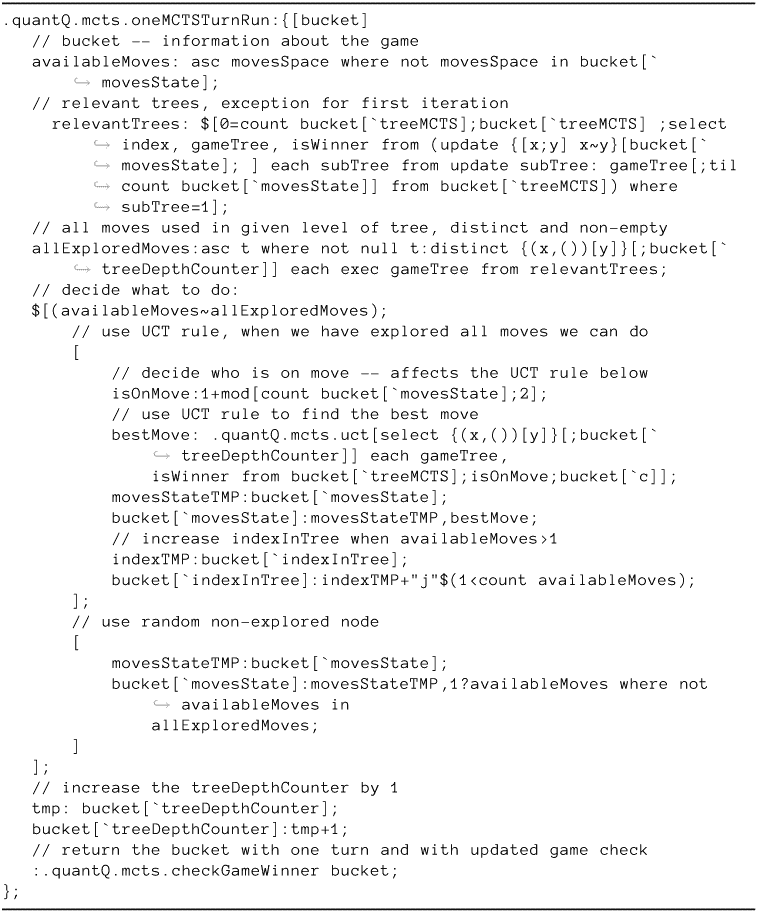 .quantQ.mcts.oneMCTSTurnRun:{[bucket]
// bucket -- information about the game
availableMoves: asc movesSpace where not movesSpace in bucket[`
↪ movesState];
// relevant trees, exception for first iteration
relevantTrees: $[0=count bucket[`treeMCTS];bucket[`treeMCTS] ;select
↪ index, gameTree, isWinner from (update {[x;y] x~y}[bucket[`
↪ movesState]; ] each subTree from update subTree: gameTree[;til
↪ count bucket[`movesState]] from bucket[`treeMCTS]) where
↪ subTree=1];
// all moves used in given level of tree, distinct and non-empty
allExploredMoves:asc t where not null t:distinct {(x,())[y]}[;bucket[`
↪ treeDepthCounter]] each exec gameTree from relevantTrees;
// decide what to do:
$[(availableMoves~allExploredMoves);
// use UCT rule, when we have explored all moves we can do
[
// decide who is on move -- affects the UCT rule below
isOnMove:1+mod[count bucket[`movesState];2];
// use UCT rule to find the best move
bestMove: .quantQ.mcts.uct[select {(x,())[y]}[;bucket[`
↪ treeDepthCounter]] each gameTree,
isWinner from bucket[`treeMCTS];isOnMove;bucket[`c]];
movesStateTMP:bucket[`movesState];
bucket[`movesState]:movesStateTMP,bestMove;
// increase indexInTree when availableMoves>1
indexTMP:bucket[`indexInTree];
bucket[`indexInTree]:indexTMP+"j"$(1<count availableMoves);
];
// use random non-explored node
[
movesStateTMP:bucket[`movesState];
bucket[`movesState]:movesStateTMP,1?availableMoves where not
↪ availableMoves in
allExploredMoves;
]
];
// increase the treeDepthCounter by 1
tmp: bucket[`treeDepthCounter];
bucket[`treeDepthCounter]:tmp+1;
// return the bucket with one turn and with updated game check
:.quantQ.mcts.checkGameWinner bucket;
};